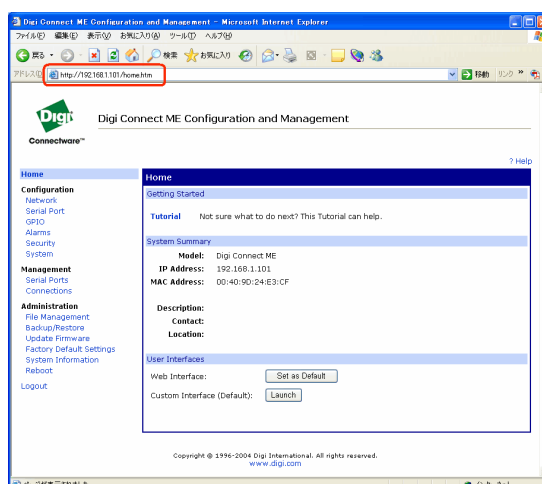 Digi Connect ME Configuration and Management - Microsoft Internet Explorer
ファイル(F) 編集(E) 表示(V) お気に入り(A) ツール(T) ヘルプ(H)
戻る 検索 お気に入り
アドレス(D) http://192.168.1.101/home.htm 移動 リンク »
Digi
Connectware™
Digi Connect ME Configuration and Management
? Help
Home
Configuration
Network
Serial Port
GPIO
Alarms
Security
System
Management
Serial Ports
Connections
Administration
File Management
Backup/Restore
Update Firmware
Factory Default Settings
System Information
Reboot
Logout
Home
Getting Started
Tutorial Not sure what to do next? This Tutorial can help.
System Summary
Model: Digi Connect ME
IP Address: 192.168.1.101
MAC Address: 00:40:9D:24:E3:CF
Description:
Contact:
Location:
User Interfaces
Web Interface: Set as Default
Custom Interface (Default): Launch
Copyright © 1996-2004 Digi International. All rights reserved.
www.digi.com